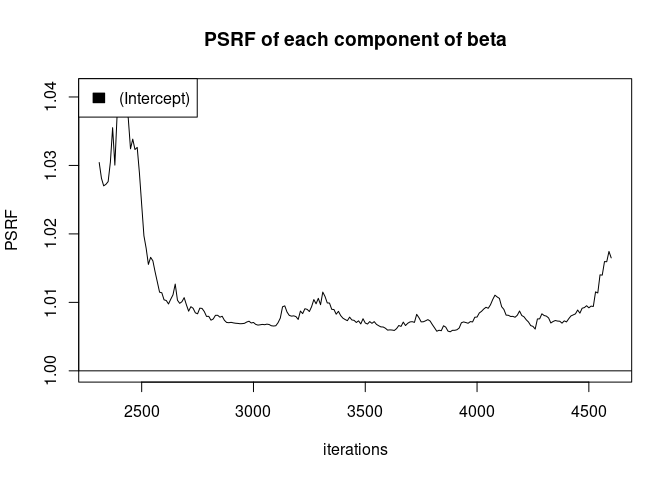 PSRF of each component of beta
(Intercept)
PSRF
1.04
1.03
1.02
1.01
1.00
2500 3000 3500 4000 4500
iterations